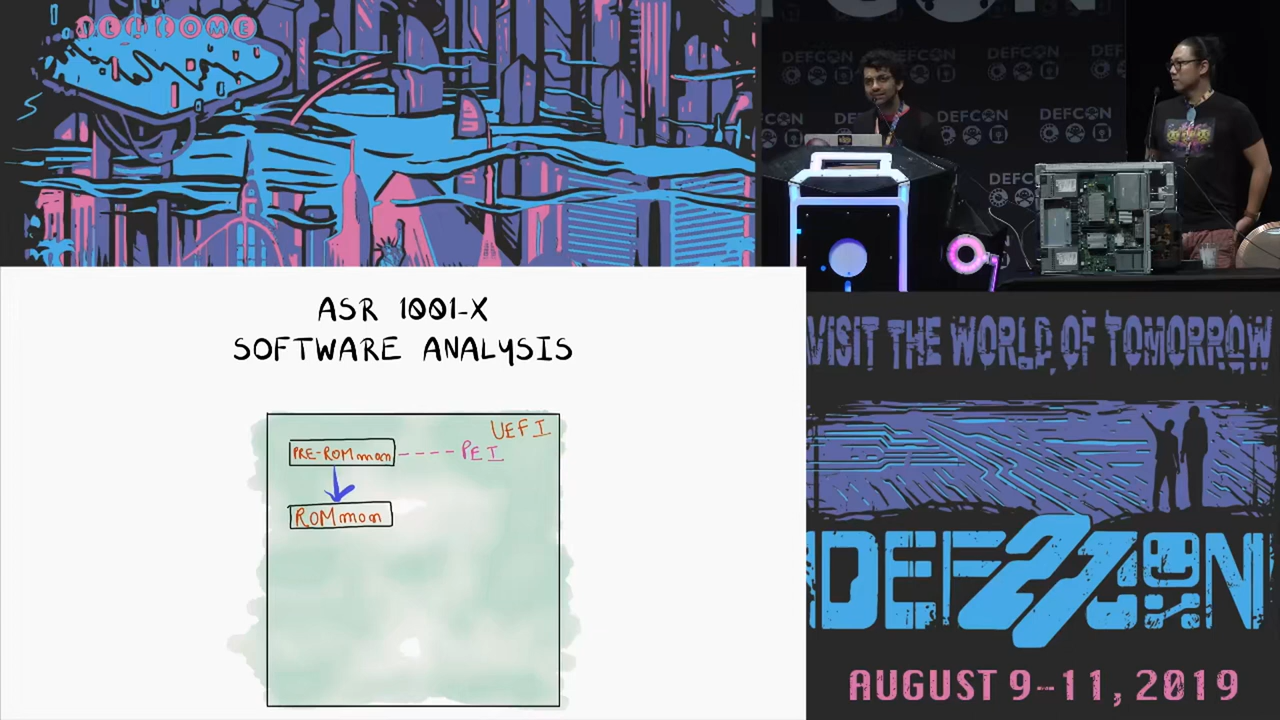 WELCOME
DEFCON
DEFCON
DEFCON
DEFCON
DEFCON
ASR 1001-X
SOFTWARE ANALYSIS
UEFI
PRE-ROMmon ---- PEI
ROMmon
VISIT THE WORLD OF TOMORROW
DEF CON
27
AUGUST 9-11, 2019